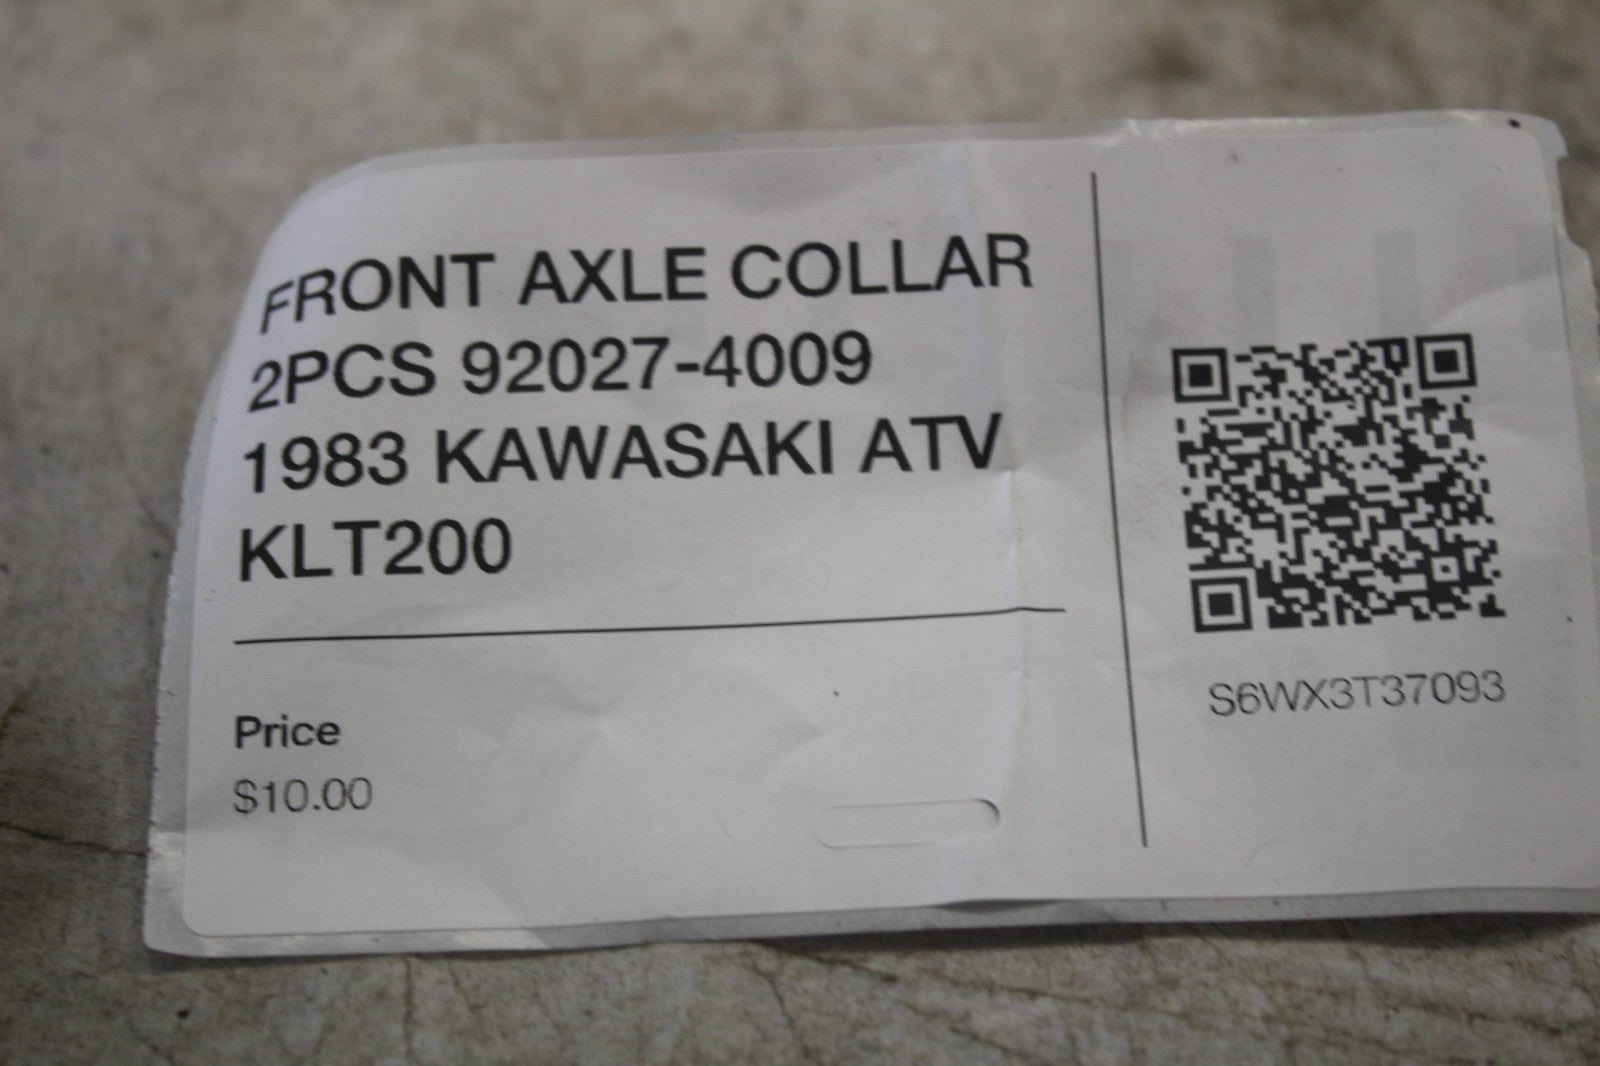 FRONT AXLE COLLAR
2PCS 92027-4009
1983 KAWASAKI ATV
KLT200
Price
$10.00
S6WX3T37093